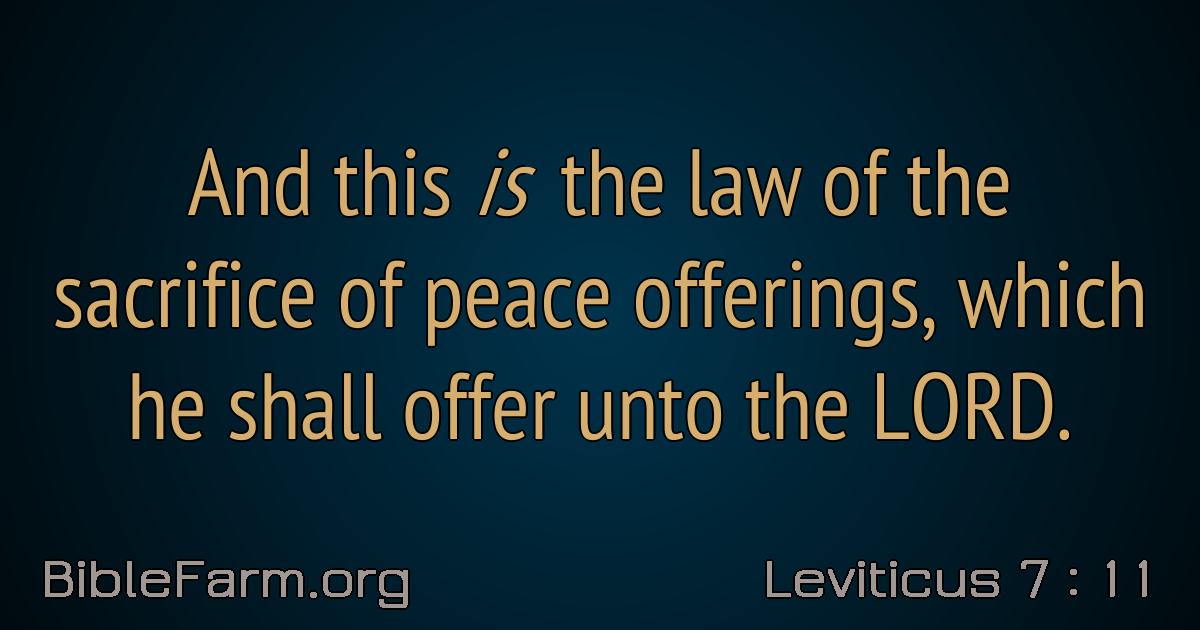 And this is the law of the
sacrifice of peace offerings, which
he shall offer unto the LORD.
BibleFarm.org
Leviticus 7 : 11